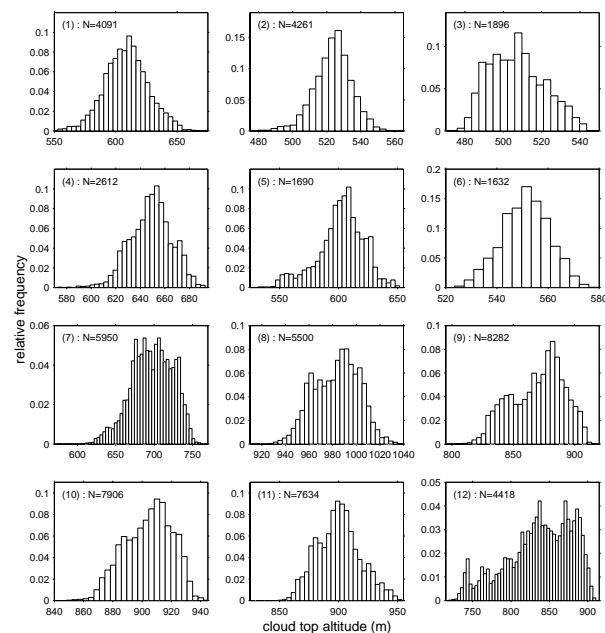 (1) : N=4091
0.12
0.1
0.08
0.06
0.04
0.02
0
550 600 650
(2) : N=4261
0.15
0.10
0.05
0
480 500 520 540 560
(3) : N=1896
0.1
0.05
0
480 500 520 540
(4) : N=2612
0.1
0.08
0.06
0.04
0.02
0
580 600 620 640 660 680
(5) : N=1690
0.1
0.08
0.06
0.04
0.02
0
550 600 650
(6) : N=1632
0.2
0.15
0.1
0.05
0
520 540 560 580
relative frequency
(7) : N=5950
0.06
0.04
0.02
0
600 650 700 750
(8) : N=5500
0.1
0.08
0.06
0.04
0.02
0
920 940 960 980 1000 1020 1040
(9) : N=8282
0.1
0.08
0.06
0.04
0.02
0
800 850 900
(10) : N=7906
0.1
0.08
0.06
0.04
0.02
0
840 860 880 900 920 940
(11) : N=7634
0.1
0.08
0.06
0.04
0.02
0
850 900 950
(12) : N=4418
0.05
0.04
0.03
0.02
0.01
0
750 800 850 900
cloud top altitude (m)